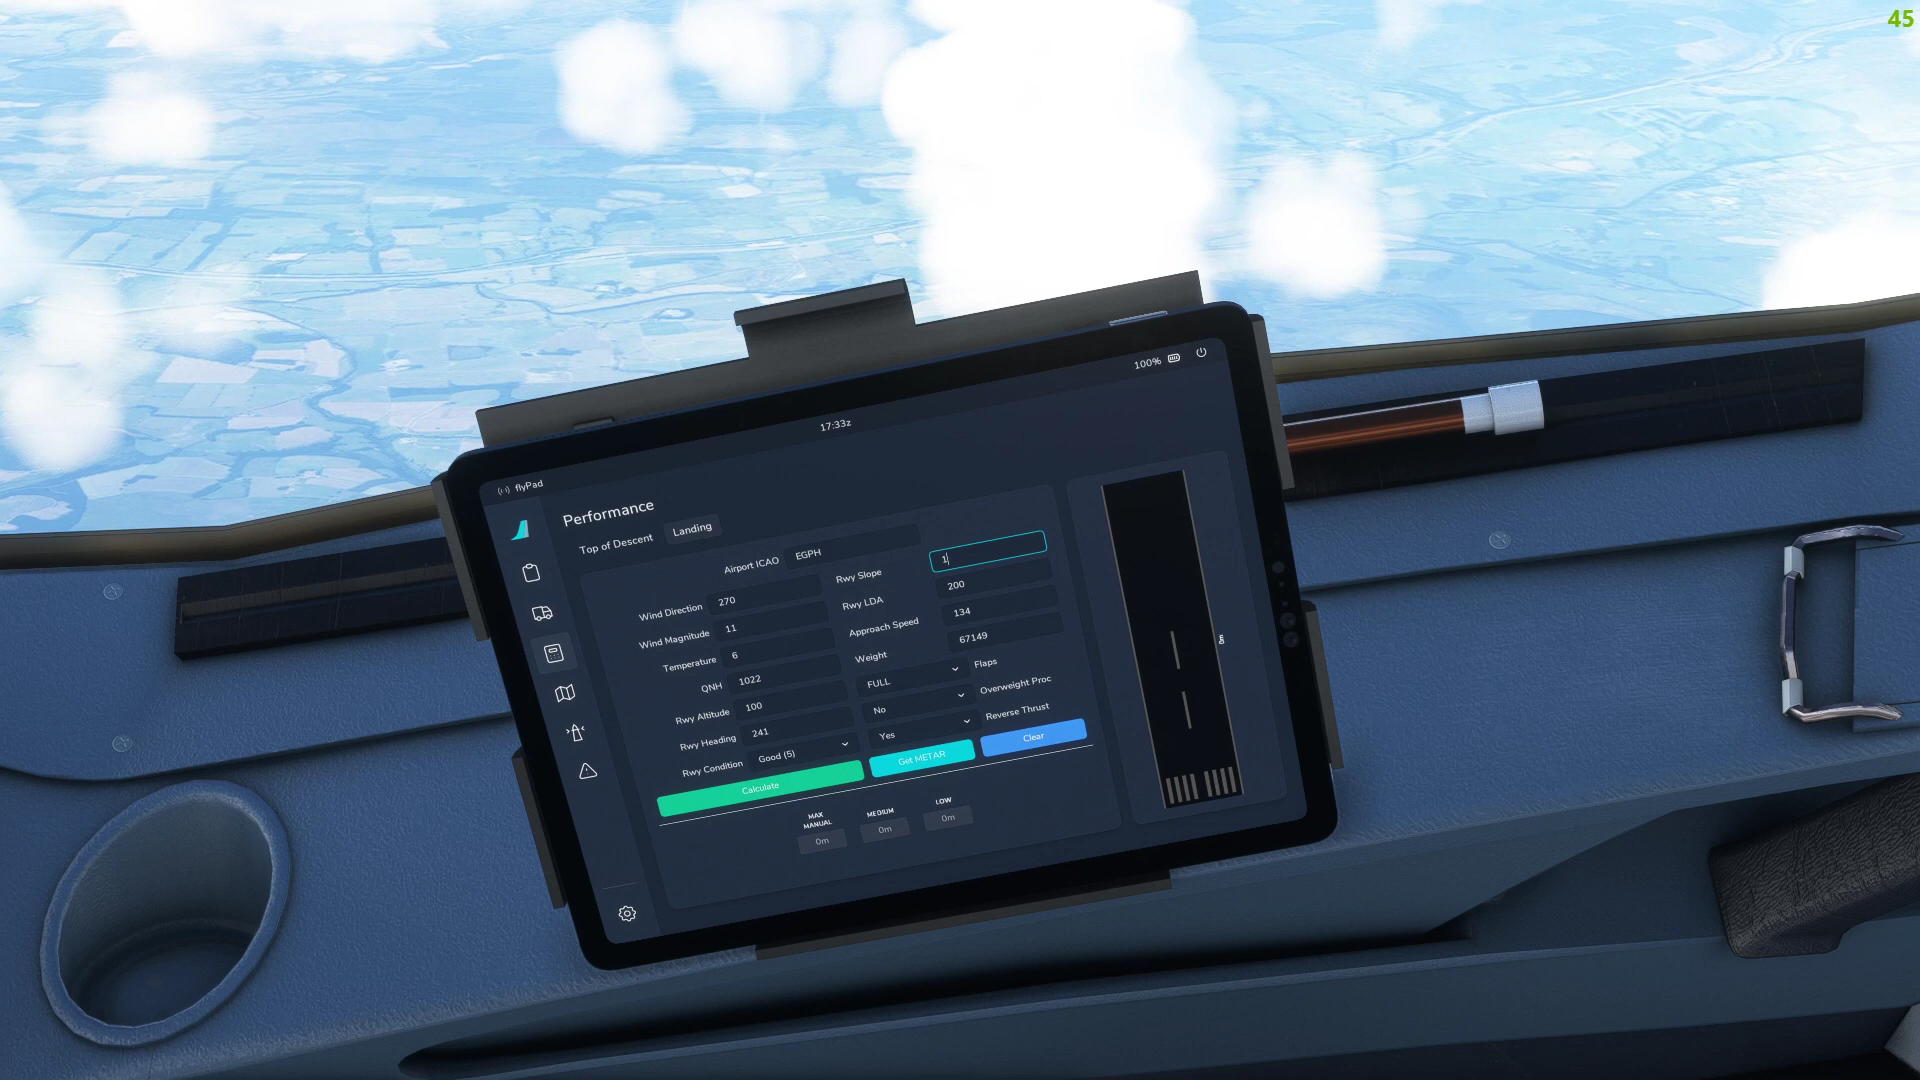 45
100%
17:33z
flyPad
Performance
Top of Descent
Landing
Airport ICAO
EGPH
Wind Direction
270
Rwy Slope
1
Wind Magnitude
11
Rwy LDA
200
Temperature
6
Approach Speed
134
QNH
1022
Weight
67149
Rwy Altitude
100
FULL
Flaps
Rwy Heading
241
No
Overweight Proc
Rwy Condition
Good (5)
Yes
Reverse Thrust
Calculate
Get METAR
Clear
MAX
MANUAL
MEDIUM
LOW
0m
0m
0m